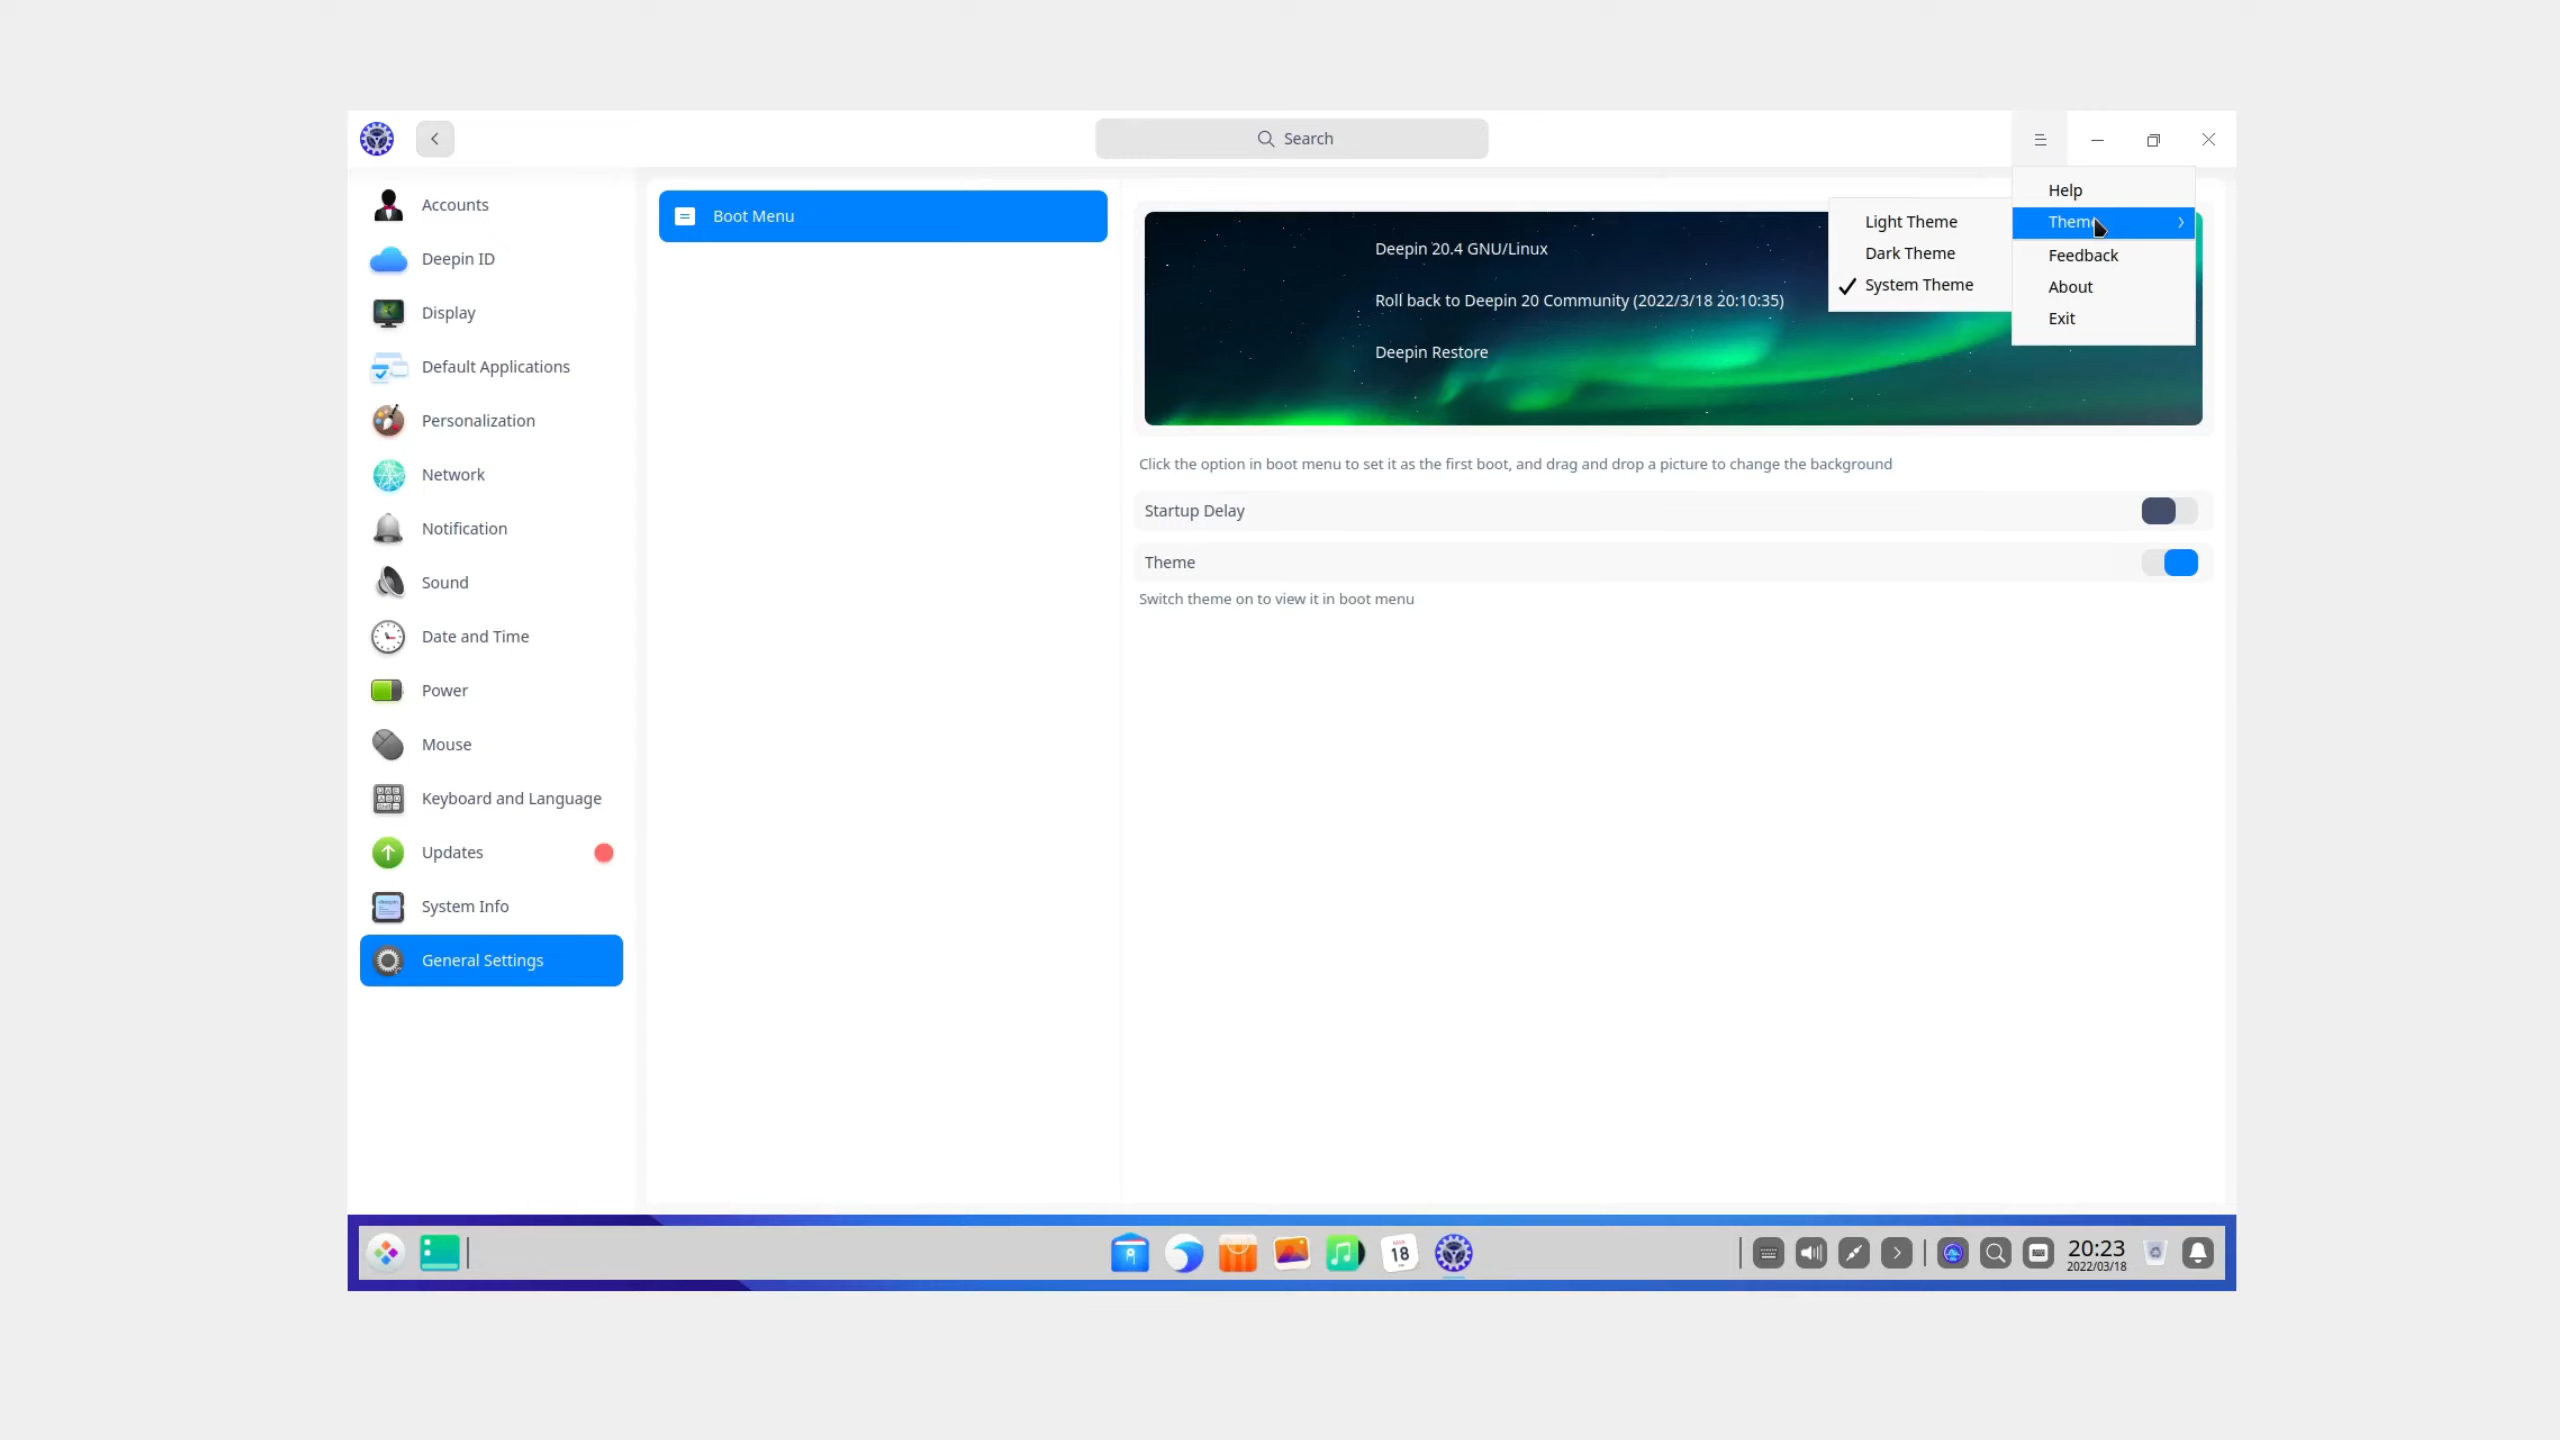 Search
Accounts
Deepin ID
Display
Default Applications
Personalization
Network
Notification
Sound
Date and Time
Power
Mouse
Keyboard and Language
Updates
System Info
General Settings
Boot Menu
Deepin 20.4 GNU/Linux
Roll back to Deepin 20 Community (2022/3/18 20:10:35)
Deepin Restore
Light Theme
Dark Theme
System Theme
Help
Theme
Feedback
About
Exit
Click the option in boot menu to set it as the first boot, and drag and drop a picture to change the background
Startup Delay
Theme
Switch theme on to view it in boot menu
MAR
18
20:23
2022/03/18